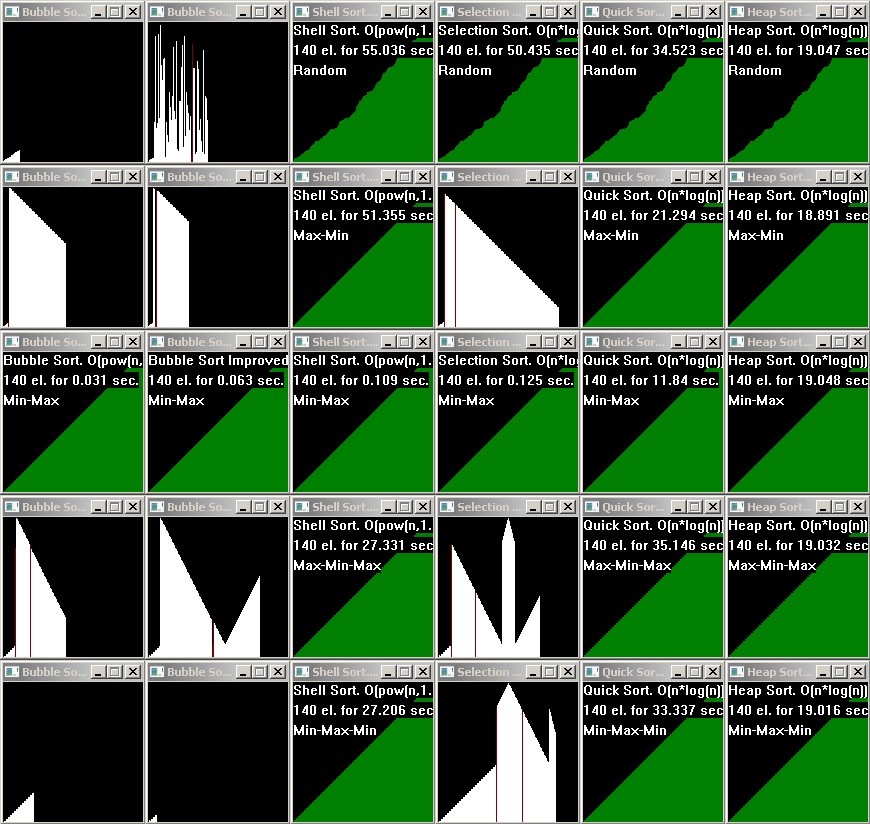 Bubble So...
Bubble So...
Shell Sort....
Selection ...
Quick Sor...
Heap Sort...
Shell Sort. O(pow(n,1.
140 el. for 55.036 sec
Random
Selection Sort. O(n*lo
140 el. for 50.435 sec
Random
Quick Sort. O(n*log(n))
140 el. for 34.523 sec
Random
Heap Sort. O(n*log(n))
140 el. for 19.047 sec
Random
Bubble So...
Bubble So...
Shell Sort....
Selection ...
Quick Sor...
Heap Sort...
Shell Sort. O(pow(n,1.
140 el. for 51.355 sec
Max-Min
Quick Sort. O(n*log(n))
140 el. for 21.294 sec
Max-Min
Heap Sort. O(n*log(n))
140 el. for 18.891 sec
Max-Min
Bubble So...
Bubble So...
Shell Sort....
Selection ...
Quick Sor...
Heap Sort...
Bubble Sort. O(pow(n,
140 el. for 0.031 sec.
Min-Max
Bubble Sort Improved
140 el. for 0.063 sec.
Min-Max
Shell Sort. O(pow(n,1.
140 el. for 0.109 sec.
Min-Max
Selection Sort. O(n*lo
140 el. for 0.125 sec.
Min-Max
Quick Sort. O(n*log(n))
140 el. for 11.84 sec.
Min-Max
Heap Sort. O(n*log(n))
140 el. for 19.048 sec
Min-Max
Bubble So...
Bubble So...
Shell Sort....
Selection ...
Quick Sor...
Heap Sort...
Shell Sort. O(pow(n,1.
140 el. for 27.331 sec
Max-Min-Max
Quick Sort. O(n*log(n))
140 el. for 35.146 sec
Max-Min-Max
Heap Sort. O(n*log(n))
140 el. for 19.032 sec
Max-Min-Max
Bubble So...
Bubble So...
Shell Sort....
Selection ...
Quick Sor...
Heap Sort...
Shell Sort. O(pow(n,1.
140 el. for 27.206 sec
Min-Max-Min
Quick Sort. O(n*log(n))
140 el. for 33.337 sec
Min-Max-Min
Heap Sort. O(n*log(n))
140 el. for 19.016 sec
Min-Max-Min